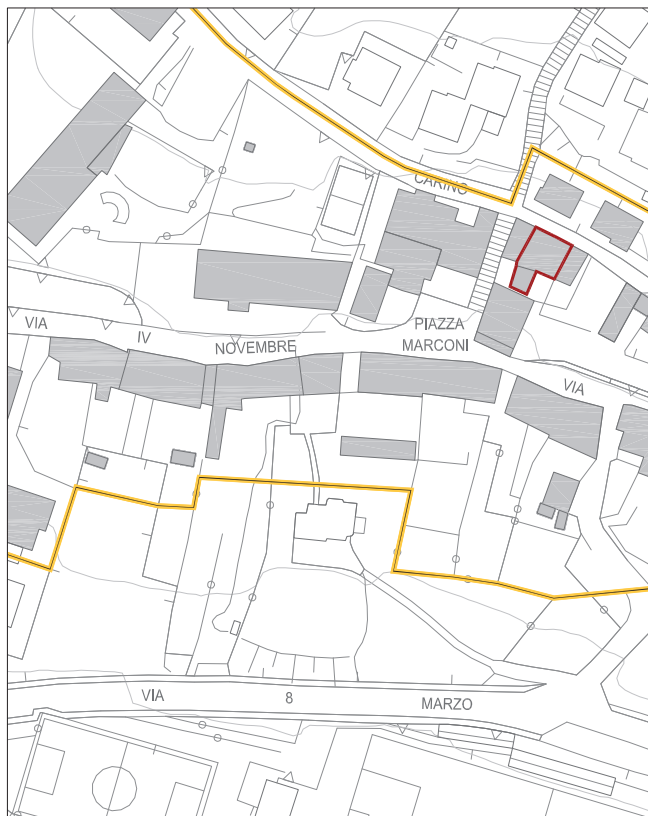 CARINO
VIA IV NOVEMBRE
PIAZZA
MARCONI
VIA
VIA 8 MARZO